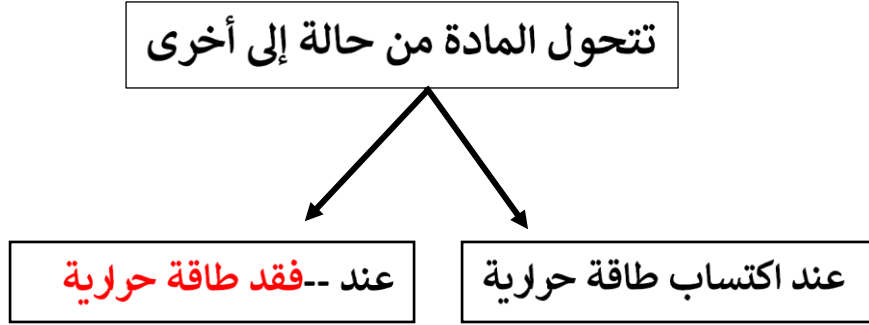 تتحول المادة من حالة إلى أخرى
عند اكتساب طاقة حرارية
عند --فقد طاقة حرارية